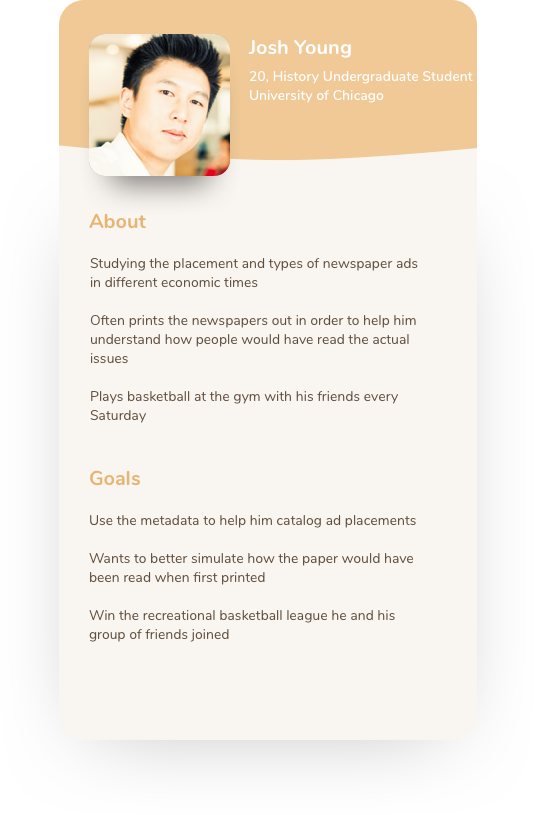 Josh Young
20, History Undergraduate Student
University of Chicago
About
Studying the placement and types of newspaper ads
in different economic times
Often prints the newspapers out in order to help him
understand how people would have read the actual
issues
Plays basketball at the gym with his friends every
Saturday
Goals
Use the metadata to help him catalog ad placements
Wants to better simulate how the paper would have
been read when first printed
Win the recreational basketball league he and his
group of friends joined